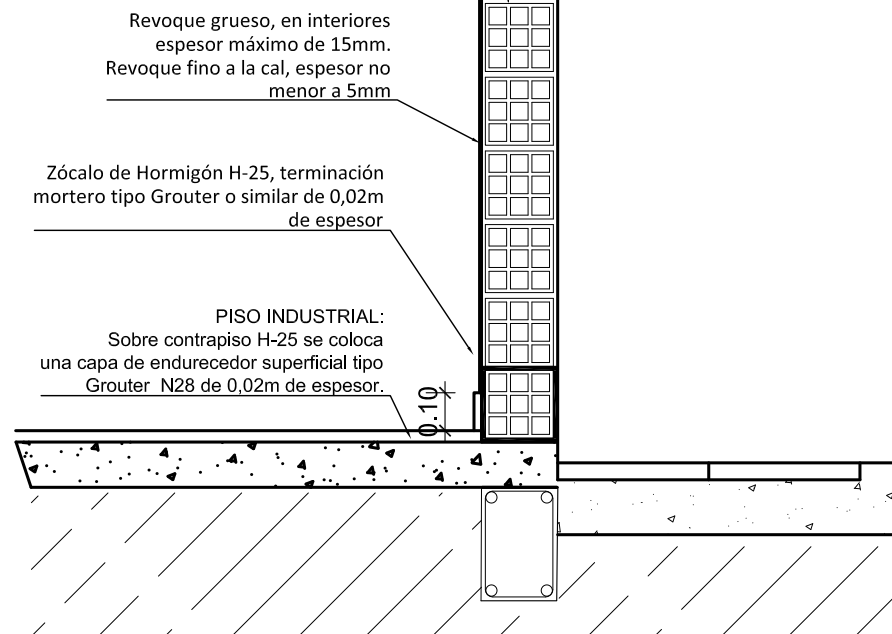 Revoque grueso, en interiores
espesor máximo de 15mm.
Revoque fino a la cal, espesor no
menor a 5mm
Zócalo de Hormigón H-25, terminación
mortero tipo Grouter o similar de 0,02m
de espesor
PISO INDUSTRIAL:
Sobre contrapiso H-25 se coloca
una capa de endurecedor superficial tipo
Grouter N28 de 0,02m de espesor.
0.10